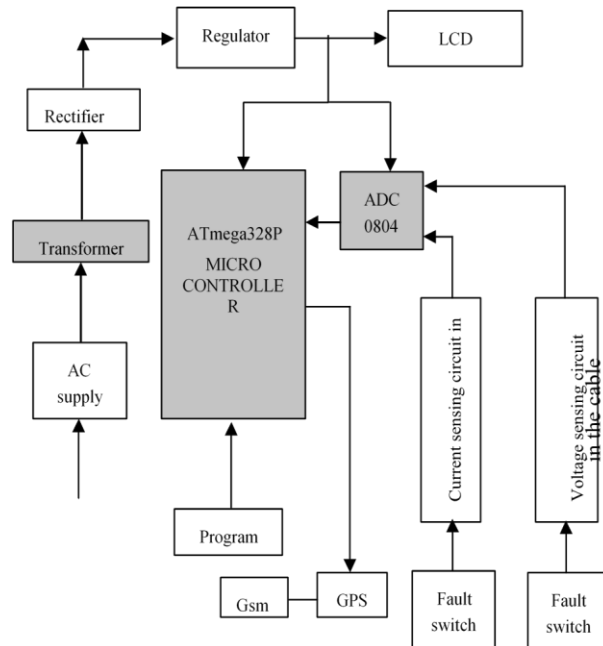 Regulator
LCD
Rectifier
ADC
0804
ATmega328P
MICRO
CONTROLLE
R
Transformer
AC
supply
Current sensing circuit in
Voltage sensing circuit
in the cable
Program
Gsm
GPS
Fault
switch
Fault
switch